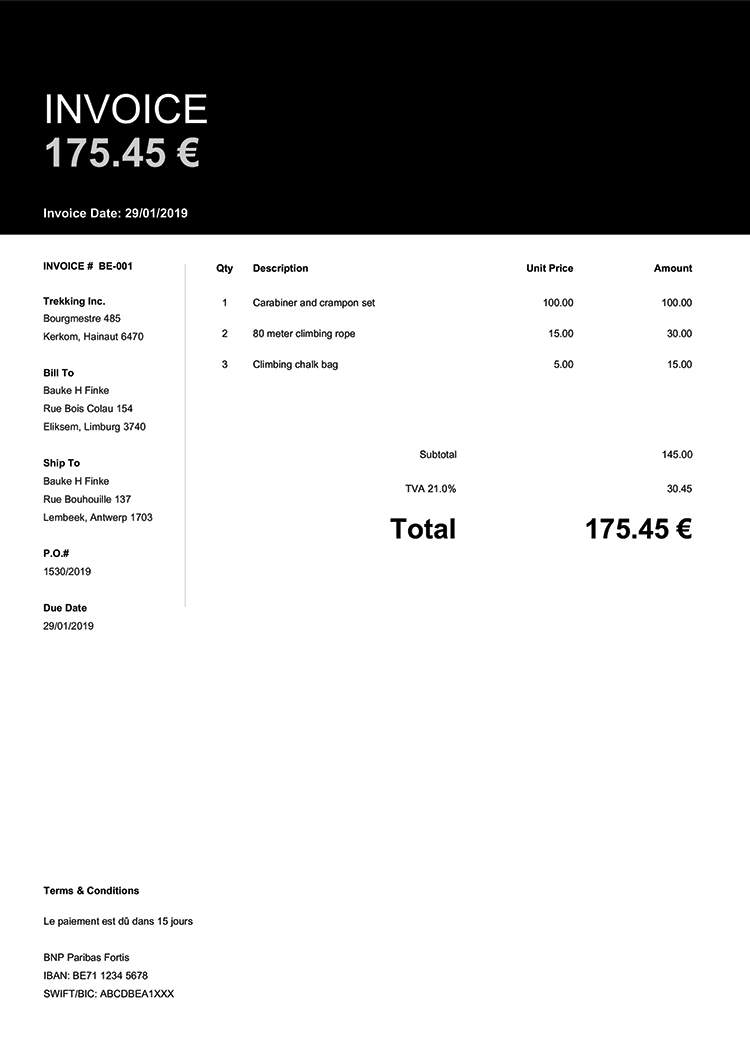 INVOICE
175.45 €
Invoice Date: 29/01/2019
INVOICE # BE-001
Trekking Inc.
Bourgmestre 485
Kerkom, Hainaut 6470
Bill To
Bauke H Finke
Rue Bois Colau 154
Eliksem, Limburg 3740
Ship To
Bauke H Finke
Rue Bouhouille 137
Lembeek, Antwerp 1703
P.O.#
1530/2019
Due Date
29/01/2019
Qty Description Unit Price Amount
1 Carabiner and crampon set 100.00 100.00
2 80 meter climbing rope 15.00 30.00
3 Climbing chalk bag 5.00 15.00
Subtotal 145.00
TVA 21.0% 30.45
Total 175.45 €
Terms & Conditions
Le paiement est dû dans 15 jours
BNP Paribas Fortis
IBAN: BE71 1234 5678
SWIFT/BIC: ABCDBEA1XXX